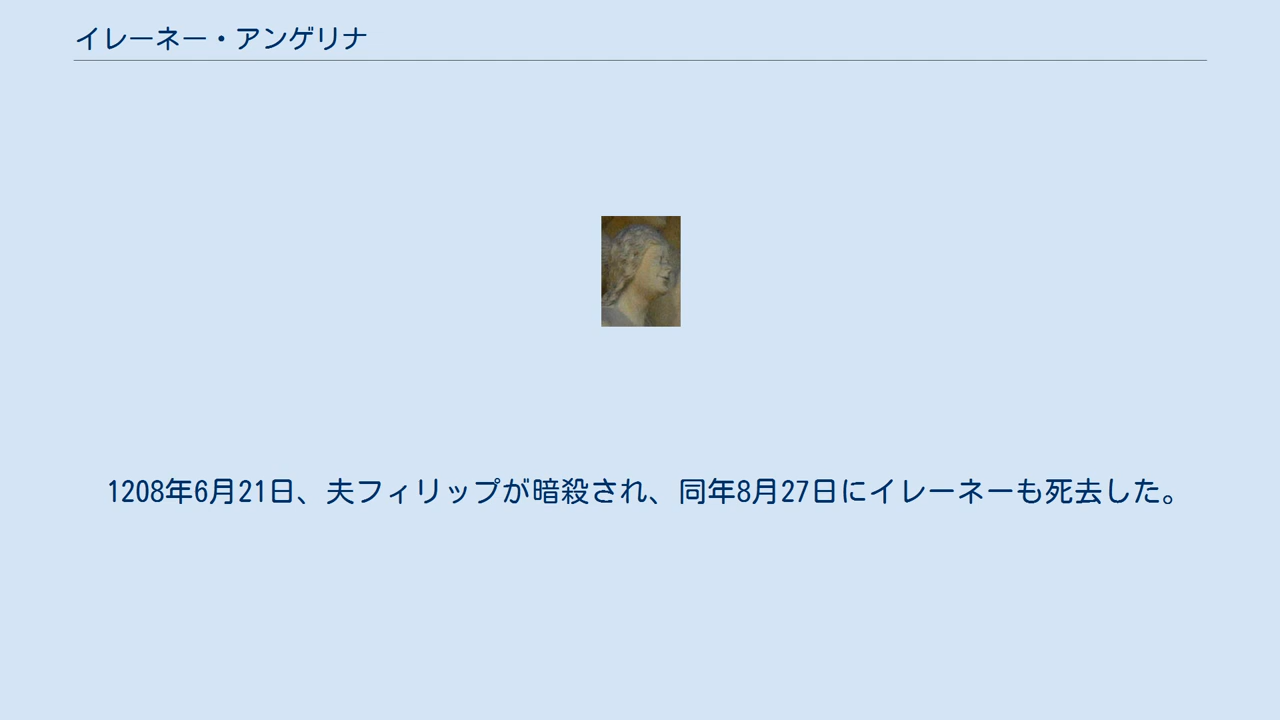 イレーネー・アンゲリナ
1208年6月21日、夫フィリップが暗殺され、同年8月27日にイレーネーも死去した。